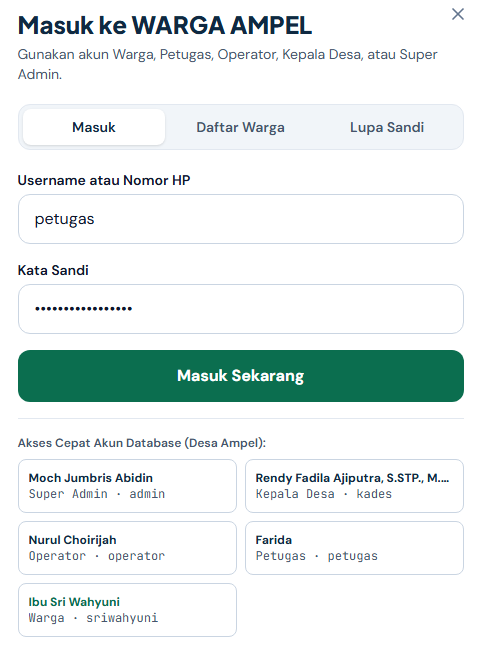 Masuk ke WARGA AMPEL
Gunakan akun Warga, Petugas, Operator, Kepala Desa, atau Super
Admin.
Masuk
Daftar Warga
Lupa Sandi
Username atau Nomor HP
petugas
Kata Sandi
•••••••••••••••••
Masuk Sekarang
Akses Cepat Akun Database (Desa Ampel):
Moch Jumbris Abidin
Super Admin · admin
Rendy Fadila Ajiputra, S.STP., M....
Kepala Desa · kades
Nurul Choirijah
Operator · operator
Farida
Petugas · petugas
Ibu Sri Wahyuni
Warga · sriwahyuni